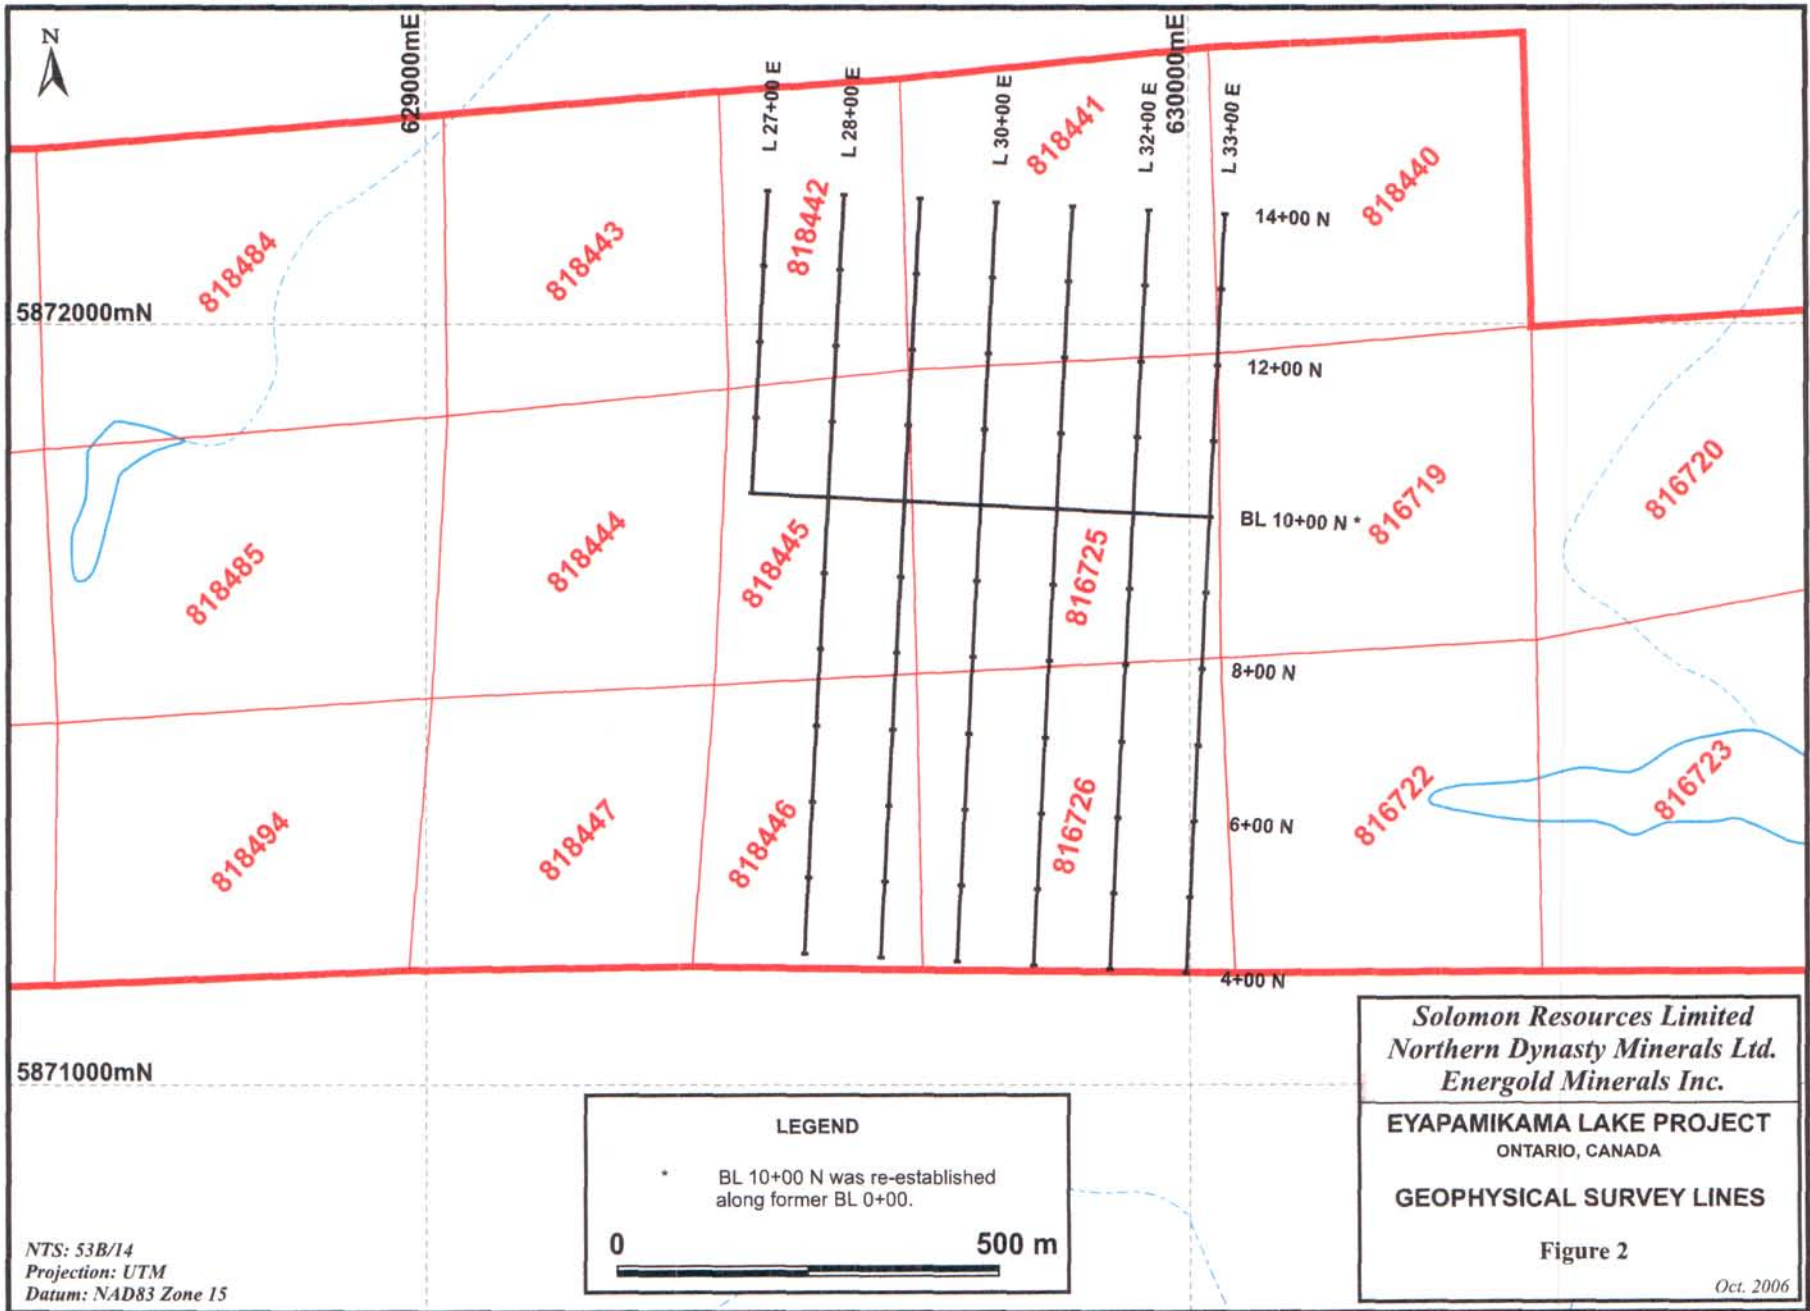 N
629000mE
630000mE
L 27+00 E
L 28+00 E
L 30+00 E
L 32+00 E
L 33+00 E
818441
818440
818442
818443
818484
14+00 N
5872000mN
12+00 N
BL 10+00 N *
816719
816720
818485
818444
818445
816725
8+00 N
6+00 N
816722
816723
818494
818447
818446
816726
4+00 N
5871000mN
LEGEND
* BL 10+00 N was re-established
along former BL 0+00.
0 500 m
Solomon Resources Limited
Northern Dynasty Minerals Ltd.
Energold Minerals Inc.
EYAPAMIKAMA LAKE PROJECT
ONTARIO, CANADA
GEOPHYSICAL SURVEY LINES
Figure 2
Oct. 2006
NTS: 53B/14
Projection: UTM
Datum: NAD83 Zone 15